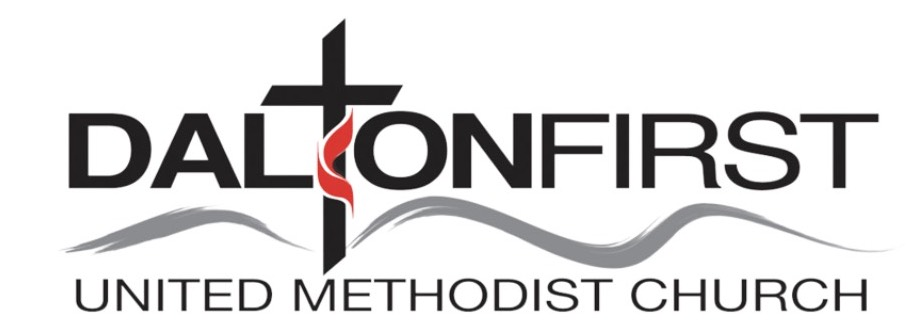 DALTONFIRST
UNITED METHODIST CHURCH